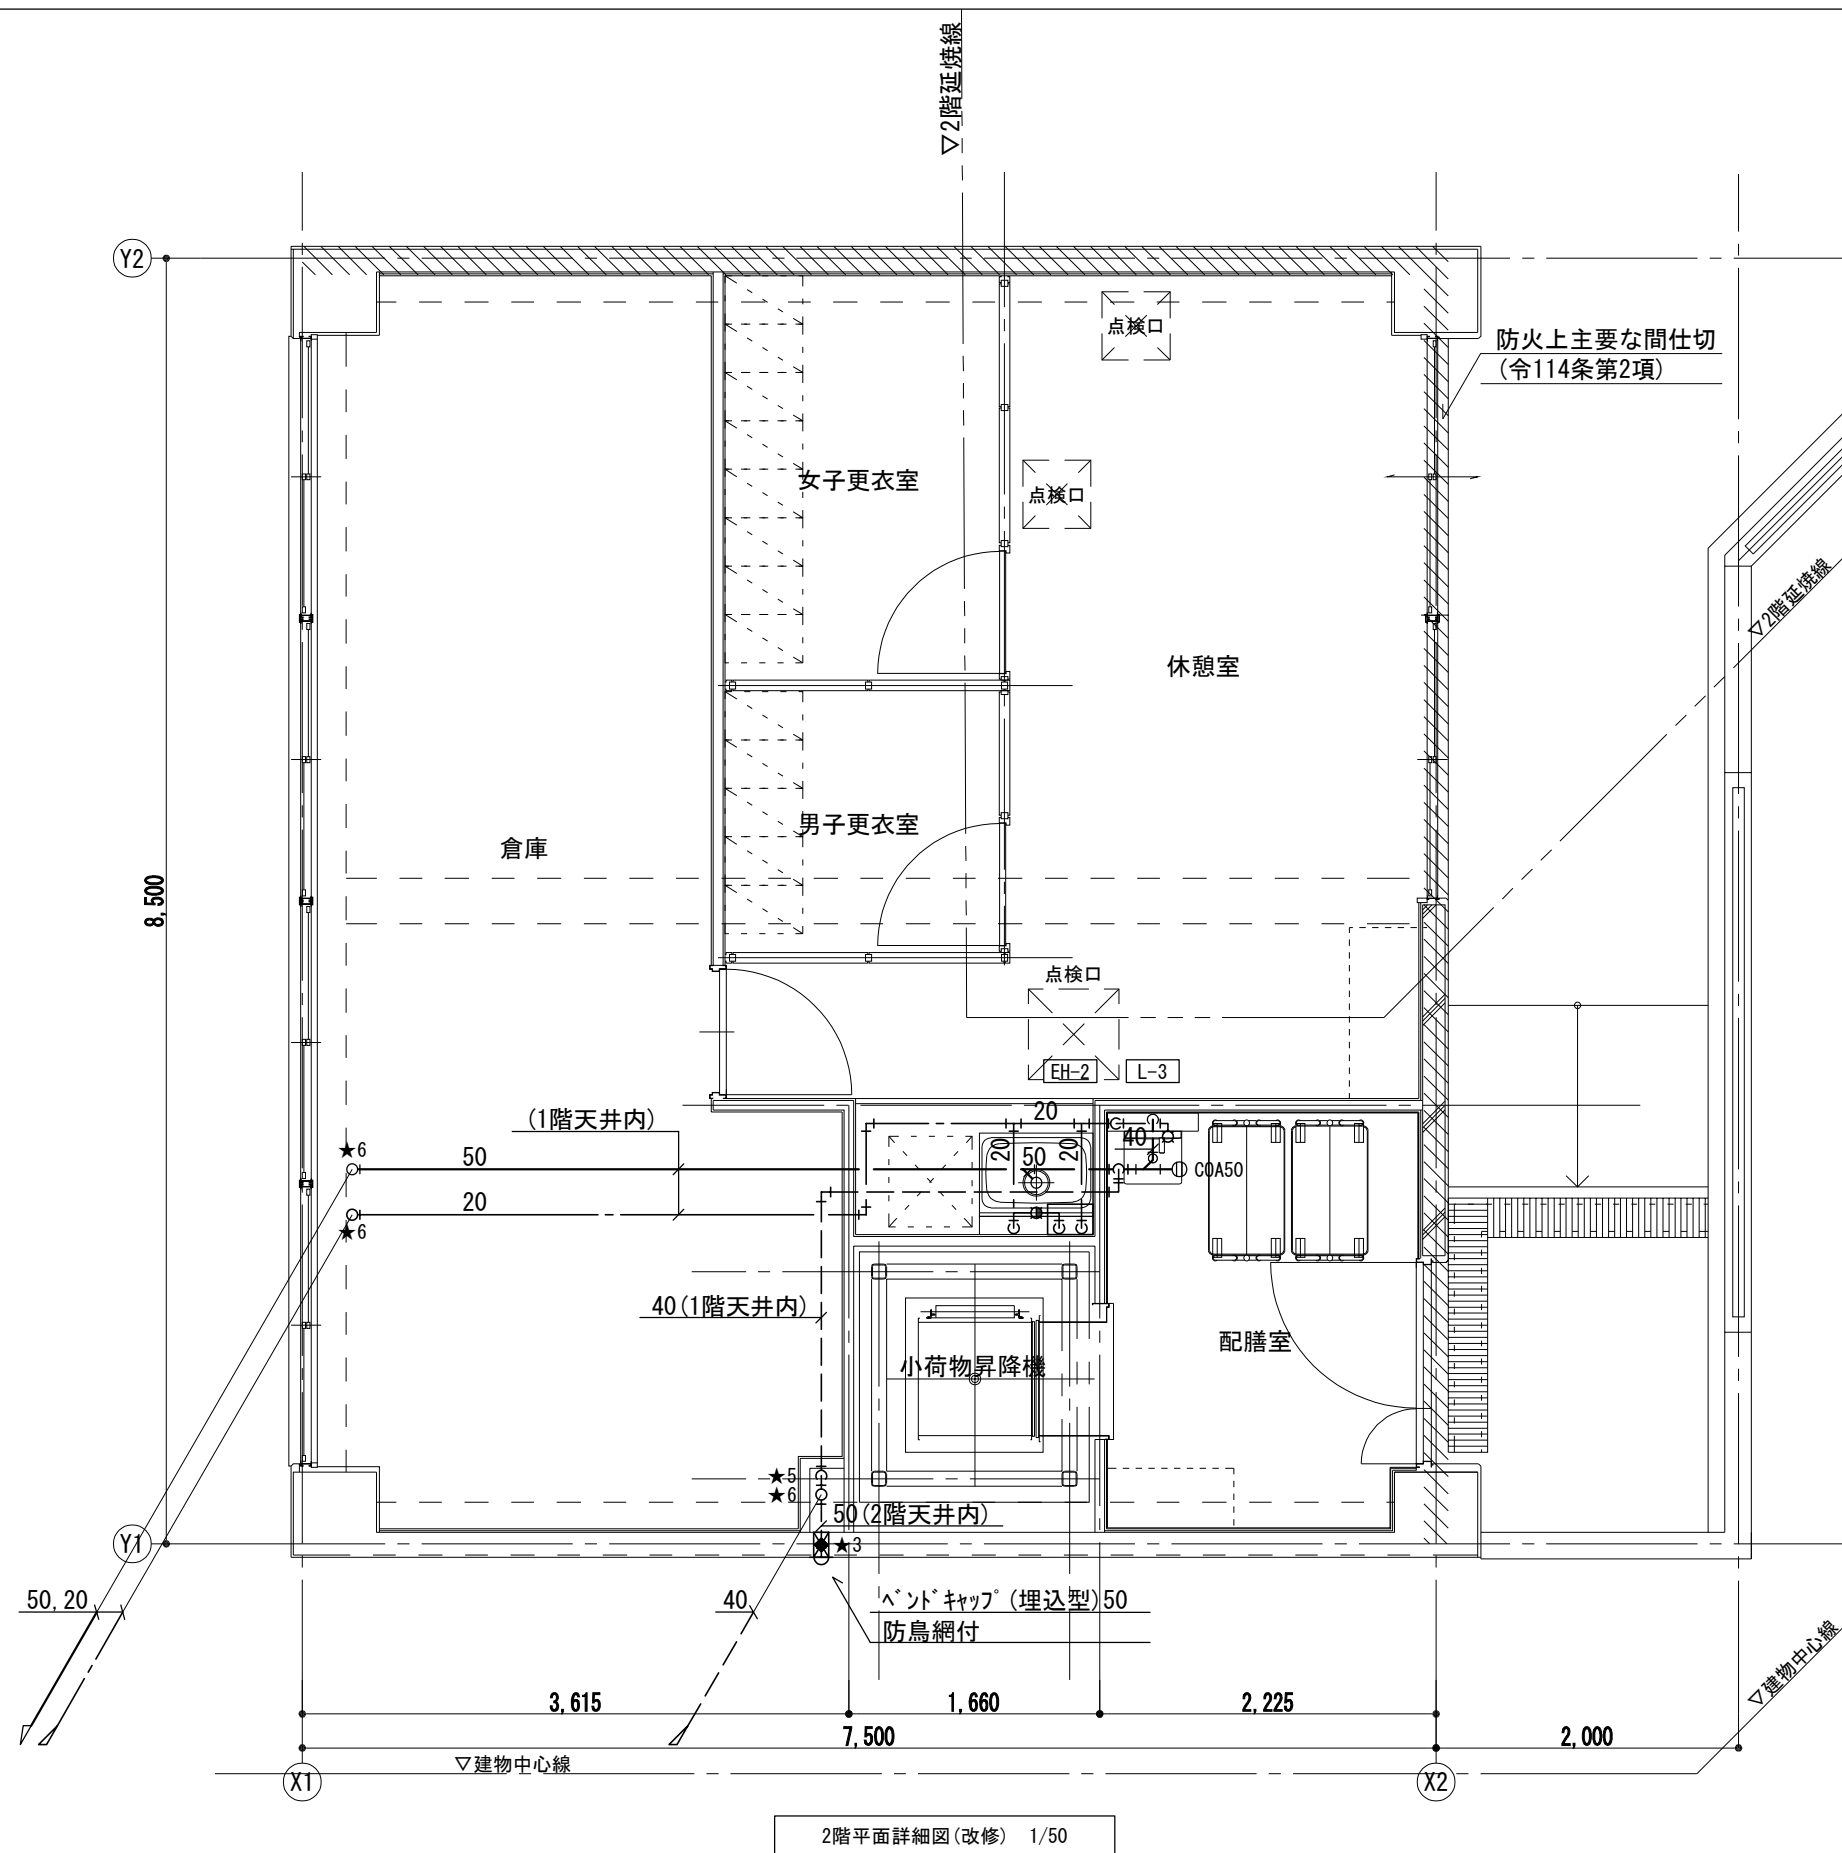 ▽2階延焼線
Y2
点検口
防火上主要な間仕切
(令114条第2項)
女子更衣室
点検口
▽2階延焼線
休憩室
男子更衣室
倉庫
8,500
点検口
EH-2
L-3
(1階天井内)
20
★6
50
20
50
20
40
COA50
20
★6
40(1階天井内)
配膳室
小荷物昇降機
★5
★6
50(2階天井内)
Y1
★3
50,20
40
ベンドキャップ(埋込型)50
防鳥網付
▽建物中心線
3,615
1,660
2,225
7,500
2,000
▽建物中心線
X1
X2
2階平面詳細図(改修) 1/50